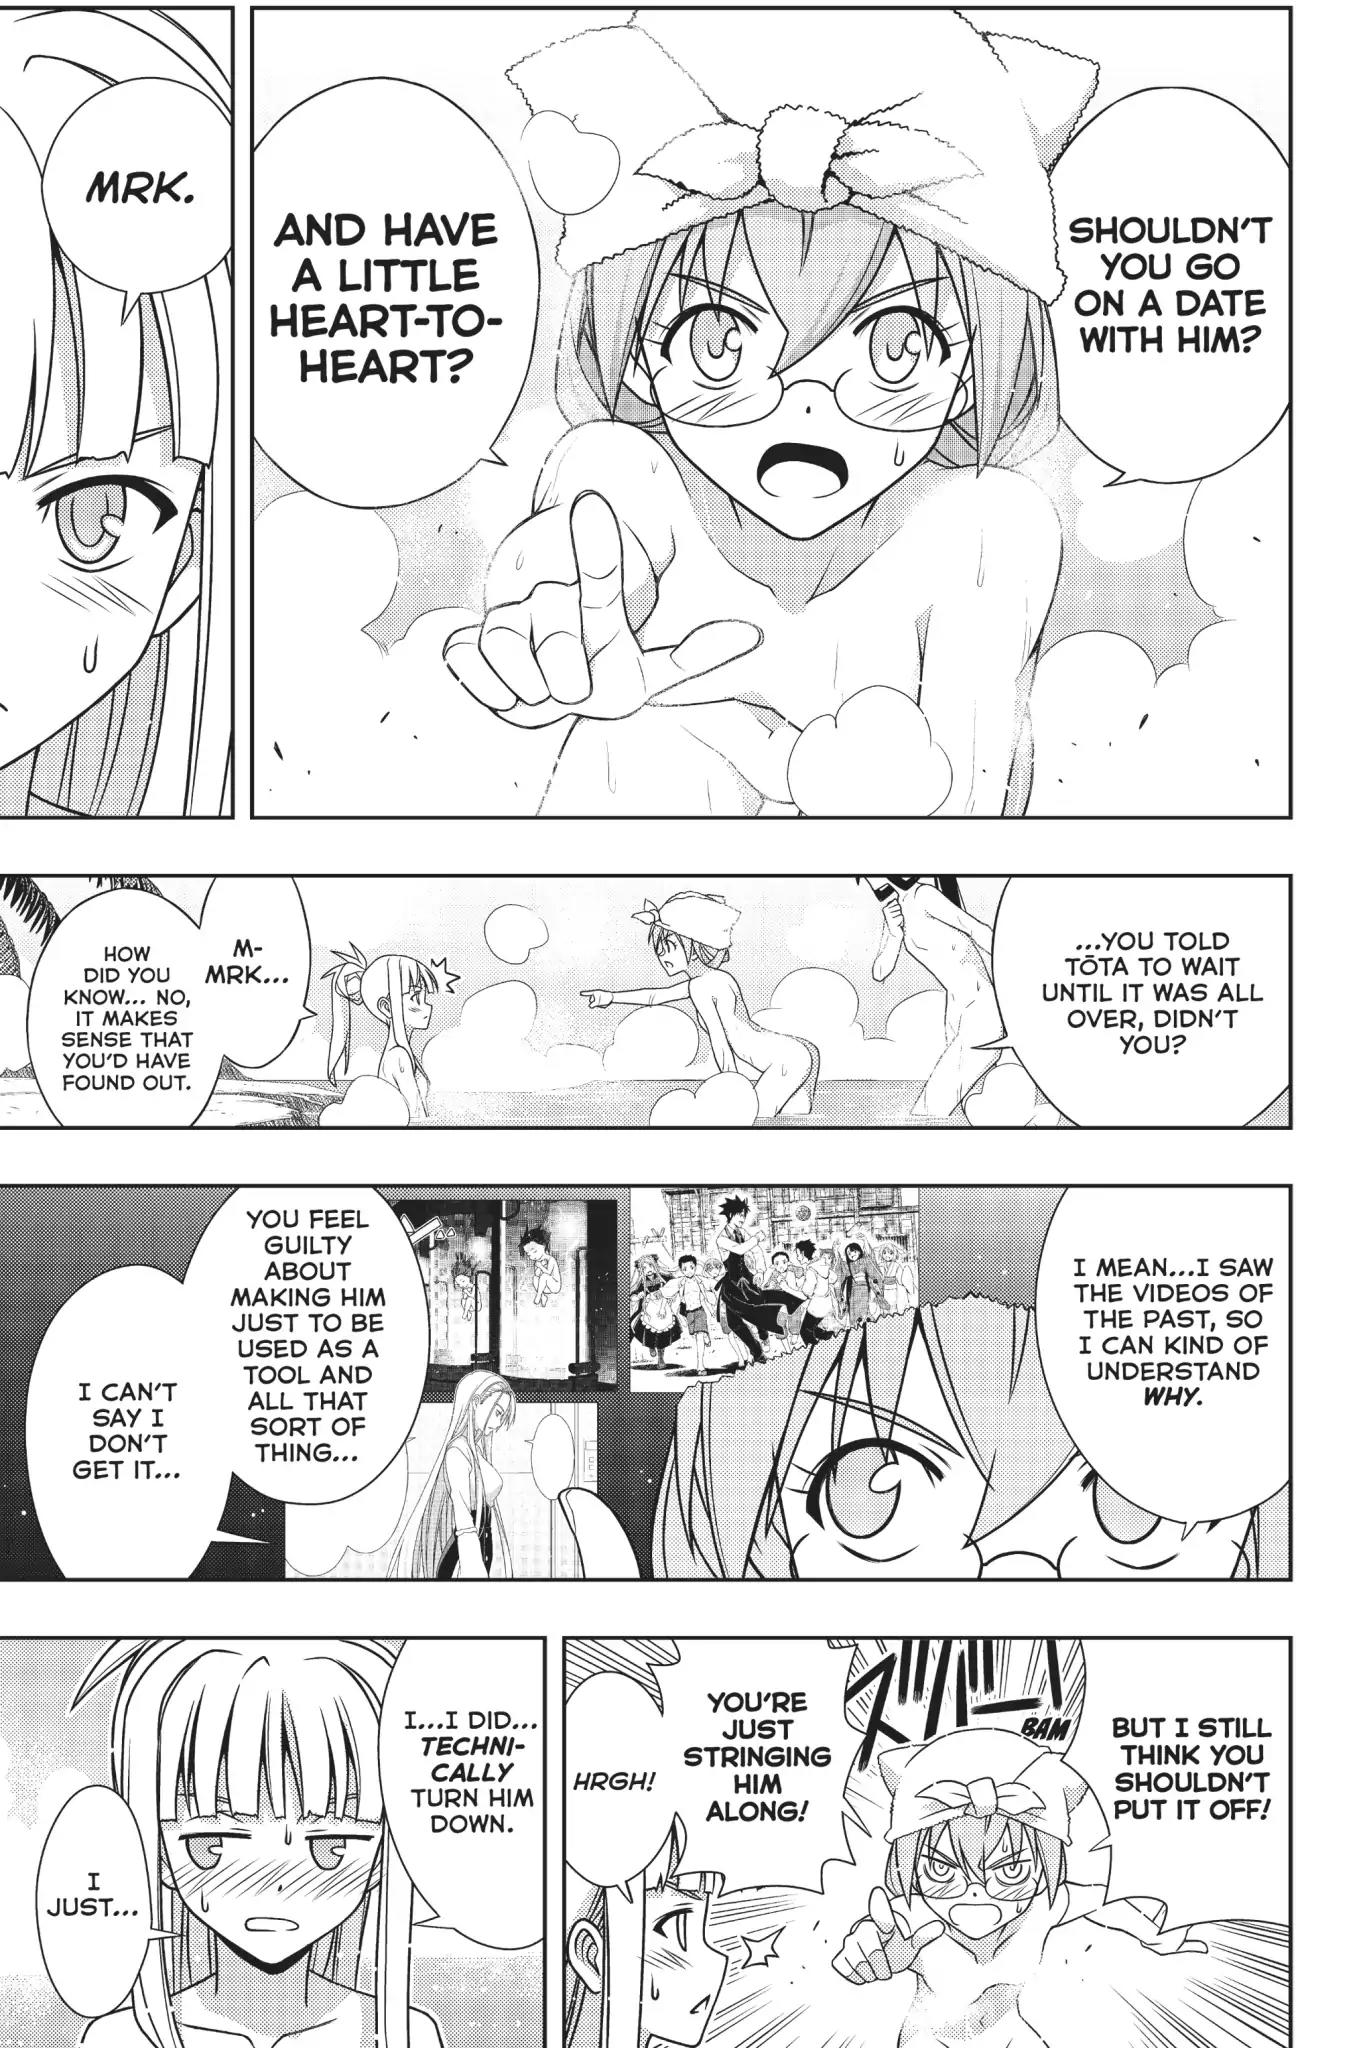 SHOULDN'T
YOU GO
ON A DATE
WITH HIM?
AND HAVE
A LITTLE
HEART-TO-
HEART?
MRK.
...YOU TOLD
TŌTA TO WAIT
UNTIL IT WAS ALL
OVER, DIDN'T
YOU?
M-
MRK...
HOW
DID YOU
KNOW... NO,
IT MAKES
SENSE THAT
YOU'D HAVE
FOUND OUT.
I MEAN...I SAW
THE VIDEOS OF
THE PAST, SO
I CAN KIND OF
UNDERSTAND
WHY.
YOU FEEL
GUILTY
ABOUT
MAKING HIM
JUST TO BE
USED AS A
TOOL AND
ALL THAT
SORT OF
THING...
I CAN'T
SAY I
DON'T
GET IT...
BUT I STILL
THINK YOU
SHOULDN'T
PUT IT OFF!
BAM
YOU'RE
JUST
STRINGING
HIM
ALONG!
HRGH!
I...I DID...
TECHNI-
CALLY
TURN HIM
DOWN.
I
JUST...